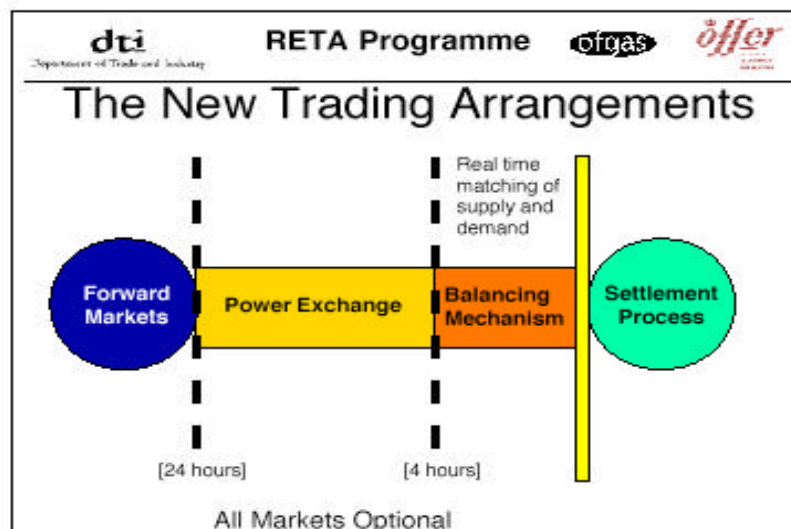 dti RETA Programme ofgas öffer
Department of Trade and Industry
The New Trading Arrangements
Real time
matching of
supply and
demand
Forward
Markets
Power Exchange
Balancing
Mechanism
Settlement
Process
[24 hours] [4 hours]
All Markets Optional